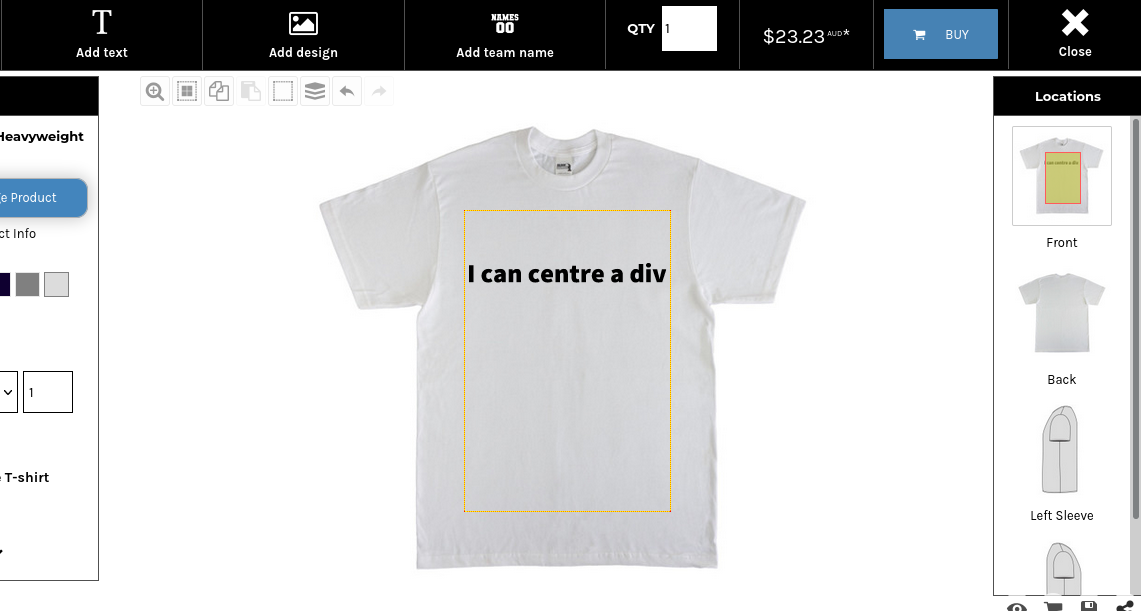 T
Add text
Add design
NAMES
00
Add team name
QTY
1
$23.23 AUD*
BUY
Close
Locations
Heavyweight
e Product
ct Info
1
T-shirt
I can centre a div
I can centre a div
Front
Back
Left Sleeve